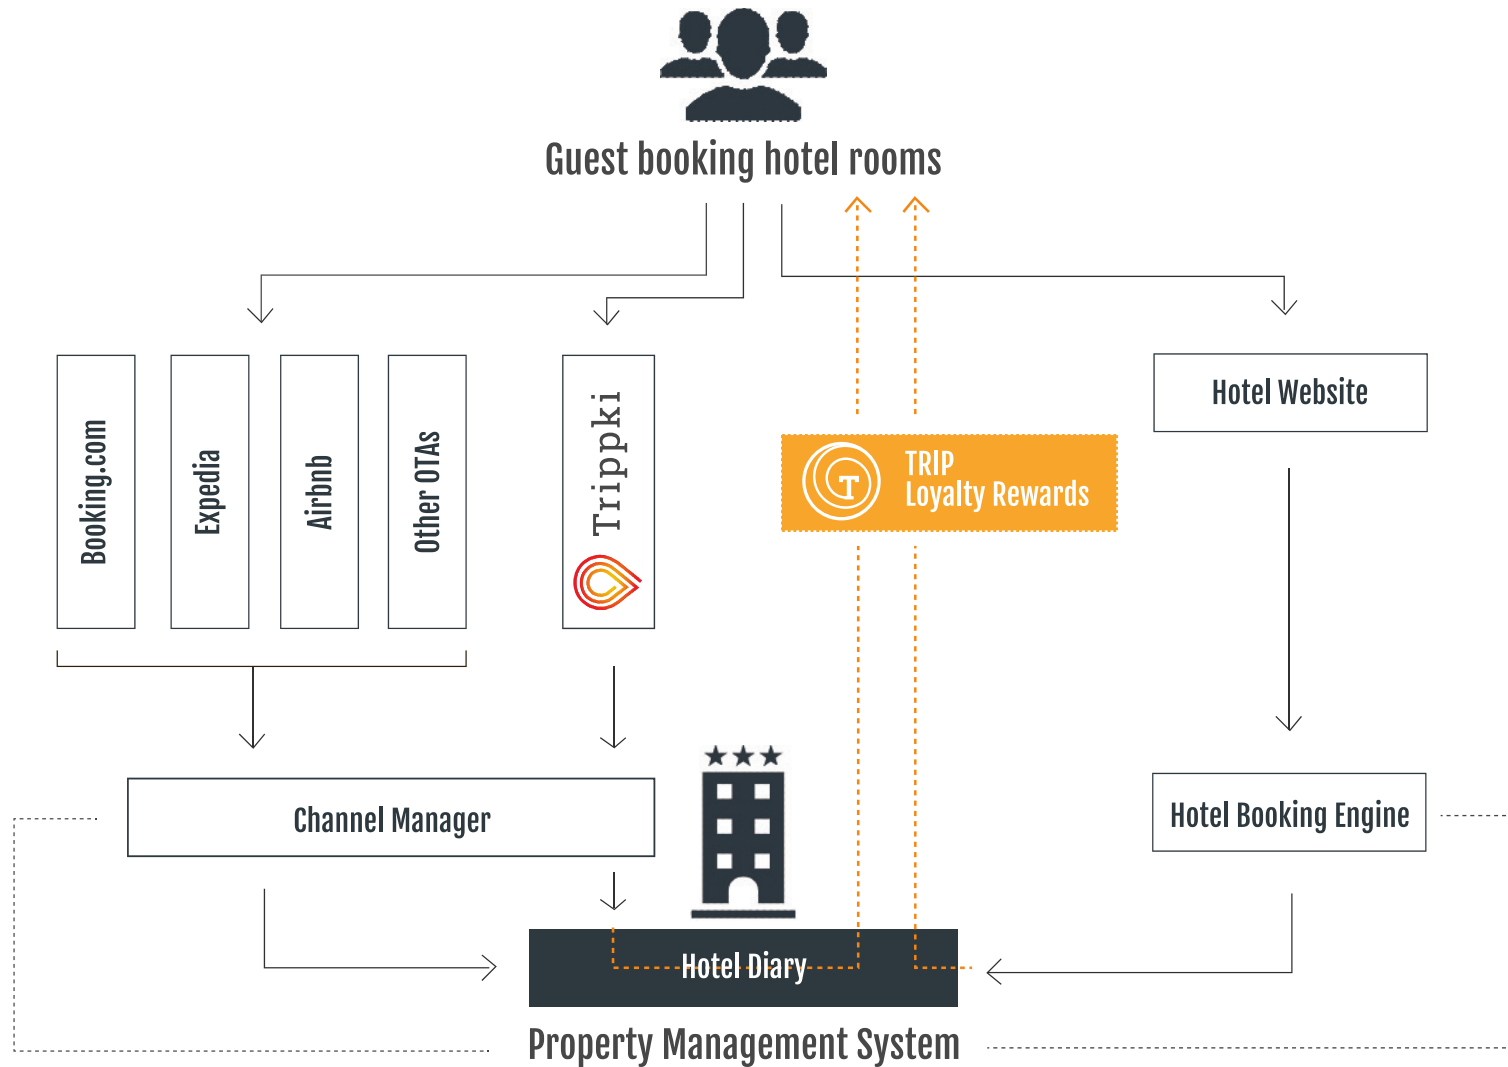 Guest booking hotel rooms
Booking.com
Expedia
Airbnb
Other OTAs
Trippki
T
TRIP
Loyalty Rewards
Hotel Website
Channel Manager
Hotel Booking Engine
Hotel Diary
Property Management System